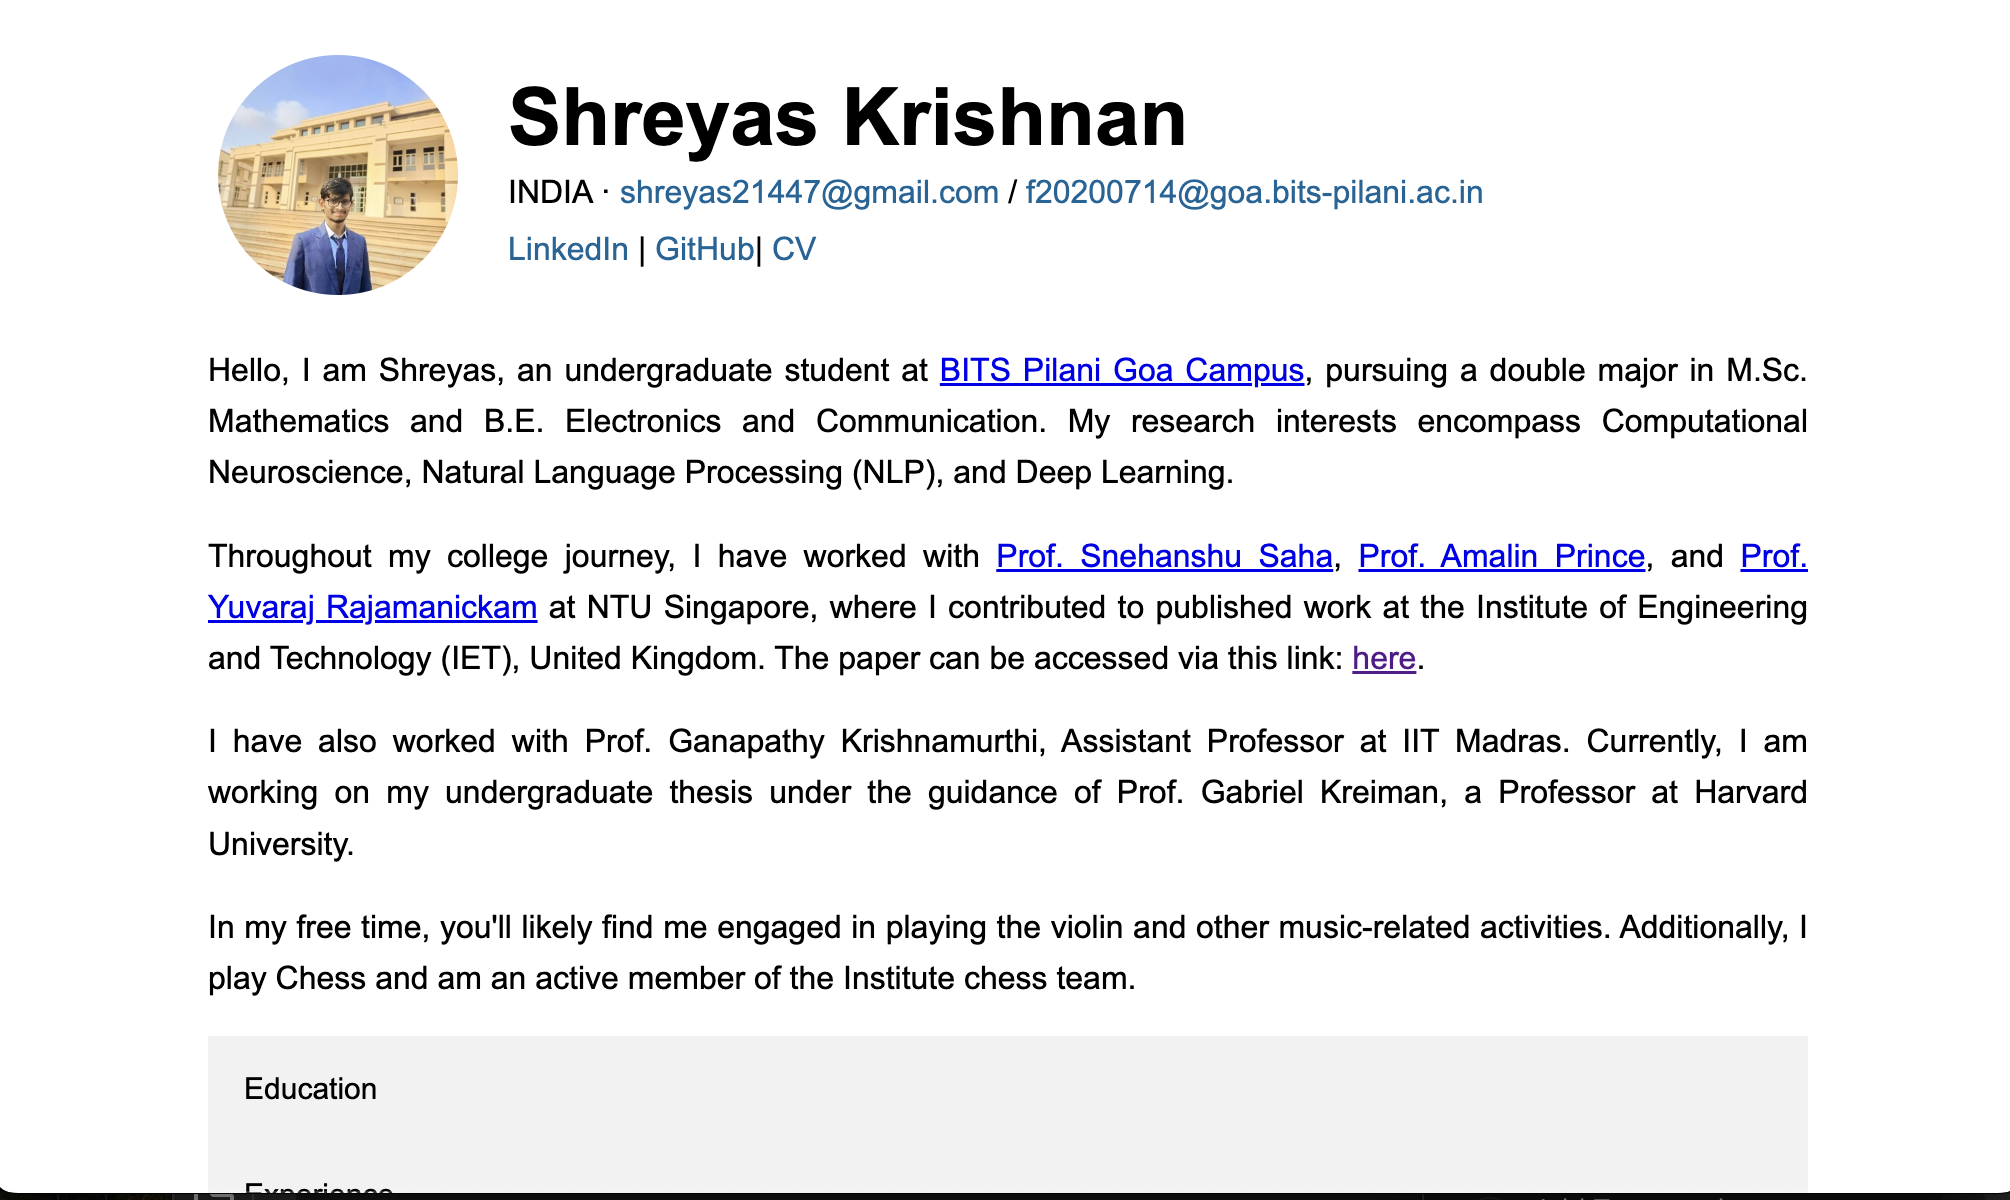 Shreyas Krishnan
INDIA · shreyas21447@gmail.com / f20200714@goa.bits-pilani.ac.in
LinkedIn | GitHub| CV
Hello, I am Shreyas, an undergraduate student at BITS Pilani Goa Campus, pursuing a double major in M.Sc.
Mathematics and B.E. Electronics and Communication. My research interests encompass Computational
Neuroscience, Natural Language Processing (NLP), and Deep Learning.
Throughout my college journey, I have worked with Prof. Snehanshu Saha, Prof. Amalin Prince, and Prof.
Yuvaraj Rajamanickam at NTU Singapore, where I contributed to published work at the Institute of Engineering
and Technology (IET), United Kingdom. The paper can be accessed via this link: here.
I have also worked with Prof. Ganapathy Krishnamurthi, Assistant Professor at IIT Madras. Currently, I am
working on my undergraduate thesis under the guidance of Prof. Gabriel Kreiman, a Professor at Harvard
University.
In my free time, you'll likely find me engaged in playing the violin and other music-related activities. Additionally, I
play Chess and am an active member of the Institute chess team.
Education
Experience